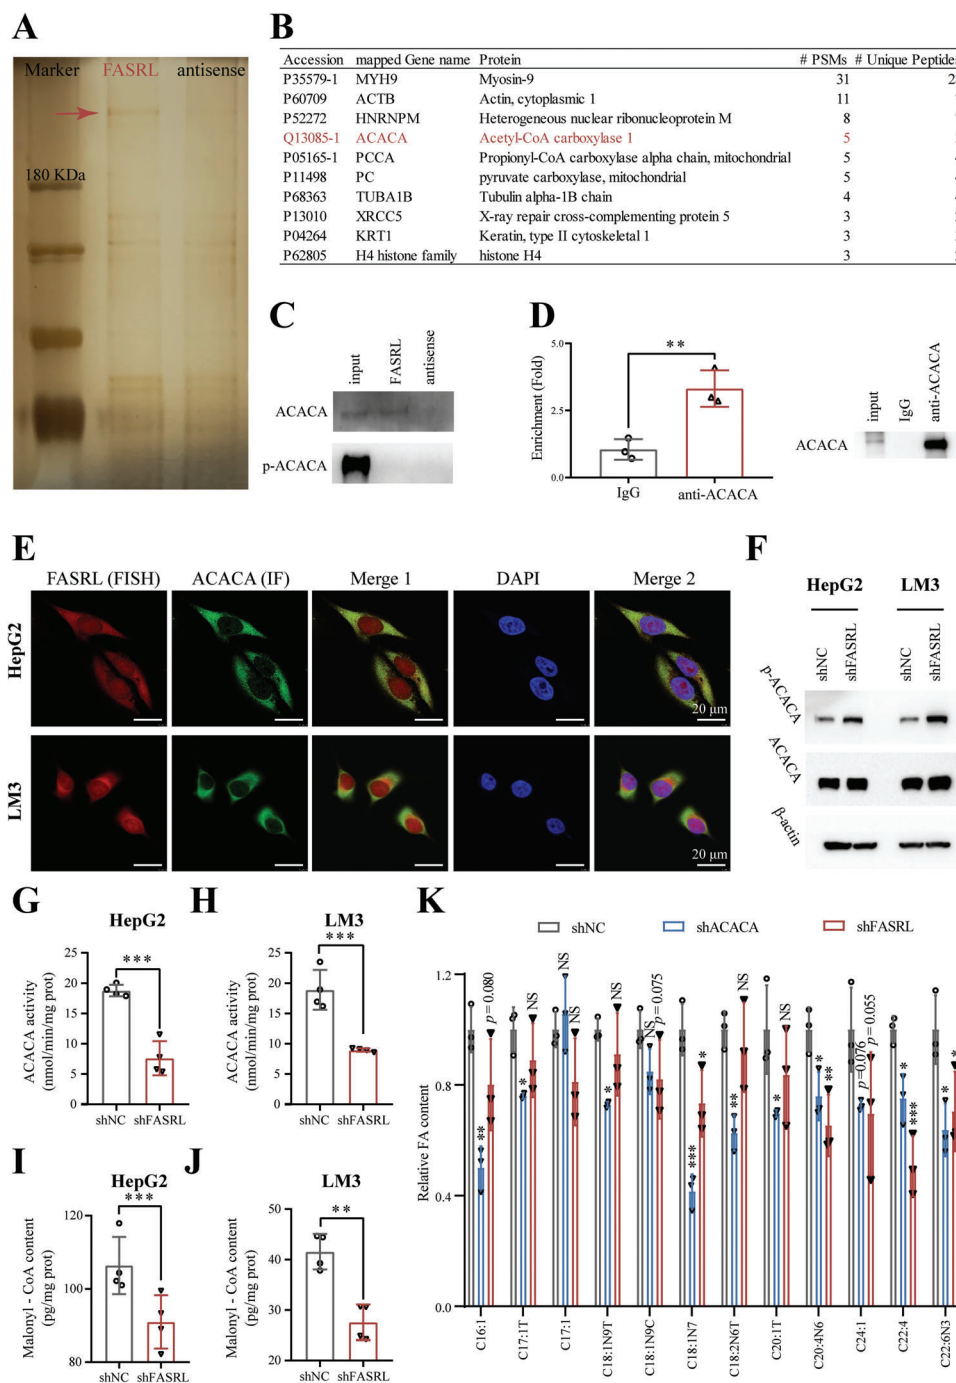 A
Marker FASRL antisense
180 KDa
B
Accession mapped Gene name Protein # PSMs # Unique Peptide
P35579-1 MYH9 Myosin-9 31
P60709 ACTB Actin, cytoplasmic 1 11
P52272 HNRNPM Heterogeneous nuclear ribonucleoprotein M 8
Q13085-1 ACACA Acetyl-CoA carboxylase 1 5
P05165-1 PCCA Propionyl-CoA carboxylase alpha chain, mitochondrial 5
P11498 PC pyruvate carboxylase, mitochondrial 5
P68363 TUBA1B Tubulin alpha-1B chain 4
P13010 XRCC5 X-ray repair cross-complementing protein 5 3
P04264 KRT1 Keratin, type II cytoskeletal 1 3
P62805 H4 histone family histone H4 3
C
input FASRL antisense
ACACA
p-ACACA
D
Enrichment (Fold)
5.0
2.5
0.0
**
IgG anti-ACACA
input IgG anti-ACACA
ACACA
E
FASRL (FISH) ACACA (IF) Merge 1 DAPI Merge 2
HepG2
20 μm
LM3
20 μm
F
HepG2 LM3
shNC shFASRL shNC shFASRL
p-ACACA
ACACA
β-actin
G
HepG2
ACACA activity
(nmol/min/mg prot)
25
20
15
10
5
0
***
shNC shFASRL
H
LM3
ACACA activity
(nmol/min/mg prot)
25
20
15
10
5
0
***
shNC shFASRL
I
HepG2
Malonyl - CoA content
(pg/mg prot)
120
100
80
***
shNC shFASRL
J
LM3
Malonyl - CoA content
(pg/mg prot)
50
40
30
20
**
shNC shFASRL
K
shNC shACACA shFASRL
Relative FA content
1.2
0.8
0.4
0.0
** p = 0.080
* NS
NS NS
* NS
NS p = 0.075
*** *
** NS
* NS
* **
p = 0.076 p = 0.055
* ***
* *
C16:1 C17:1T C17:1 C18:1N9T C18:1N9C C18:1N7 C18:2N6T C20:1T C20:4N6 C24:1 C22:4 C22:6N3